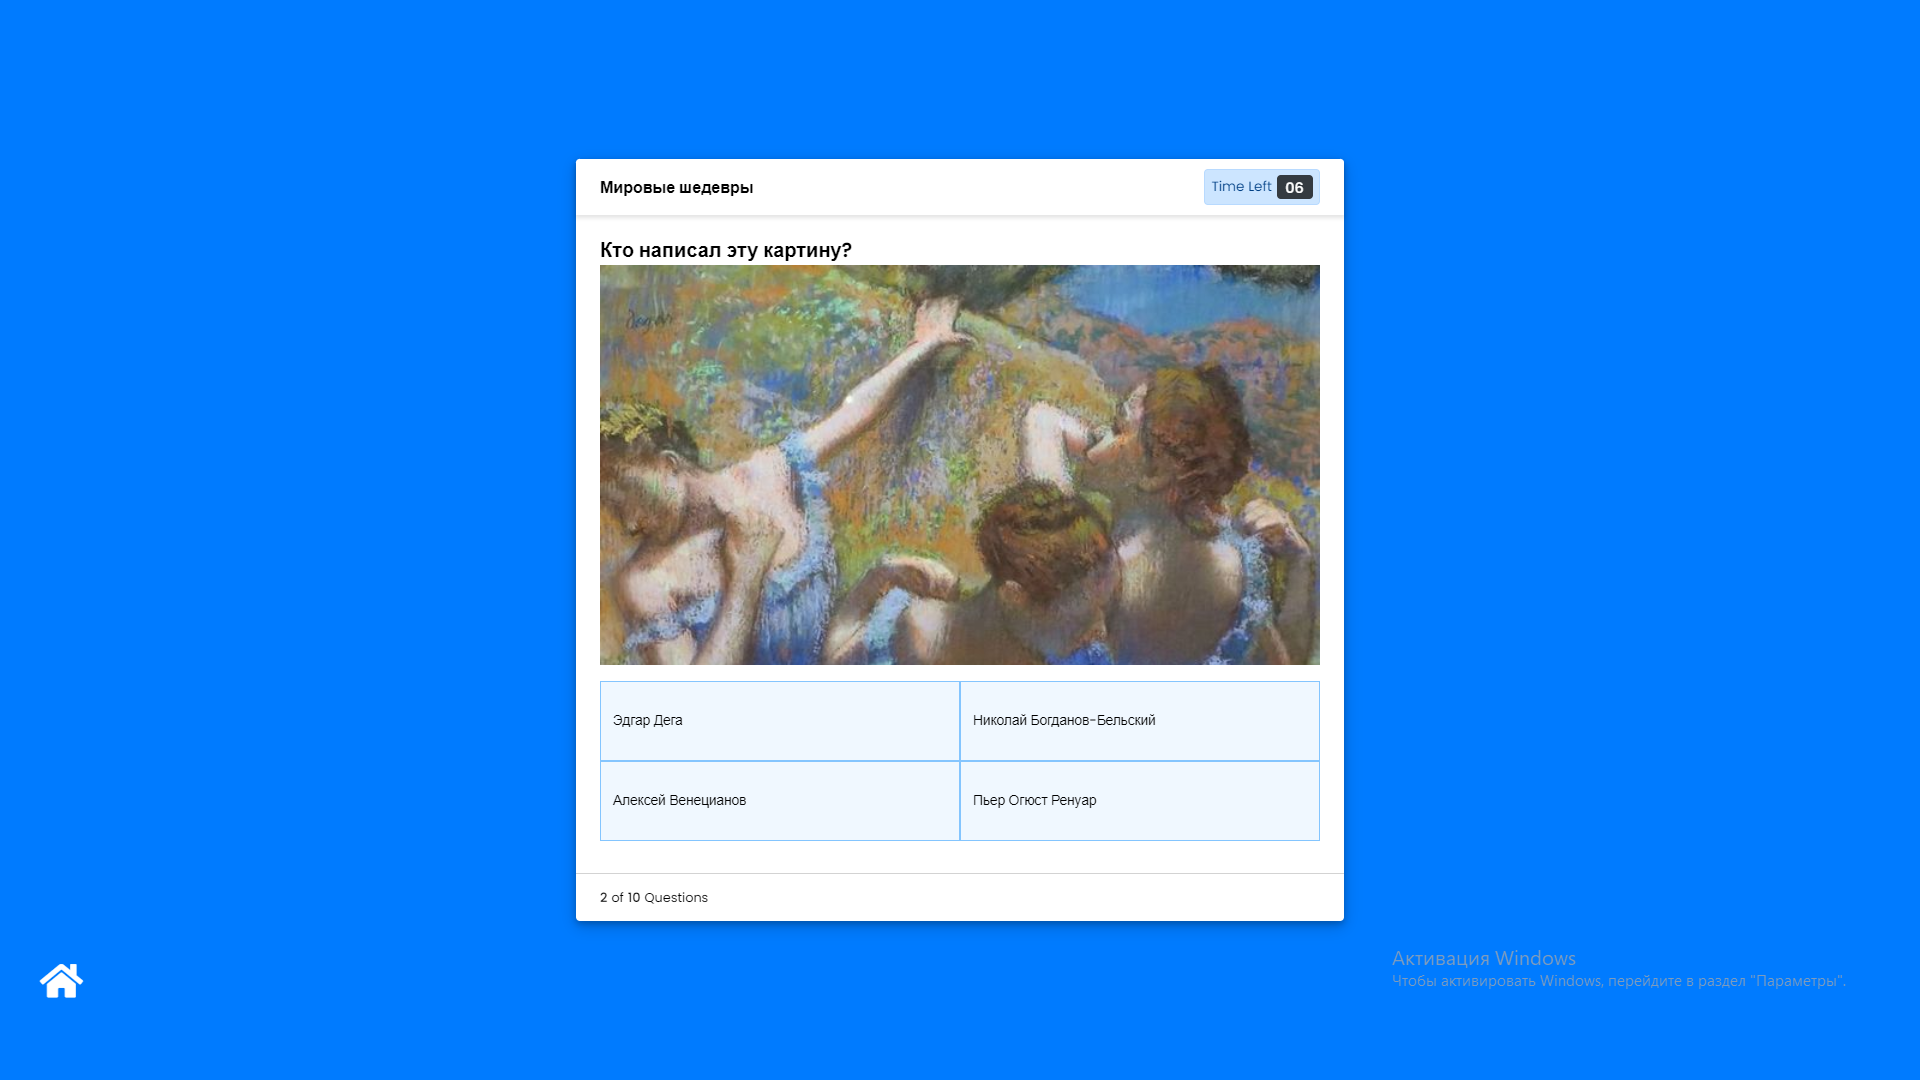 Мировые шедевры
Time Left 06
Кто написал эту картину?
Degas
Эдгар Дега
Николай Богданов-Бельский
Алексей Венецианов
Пьер Огюст Ренуар
2 of 10 Questions
Активация Windows
Чтобы активировать Windows, перейдите в раздел "Параметры".